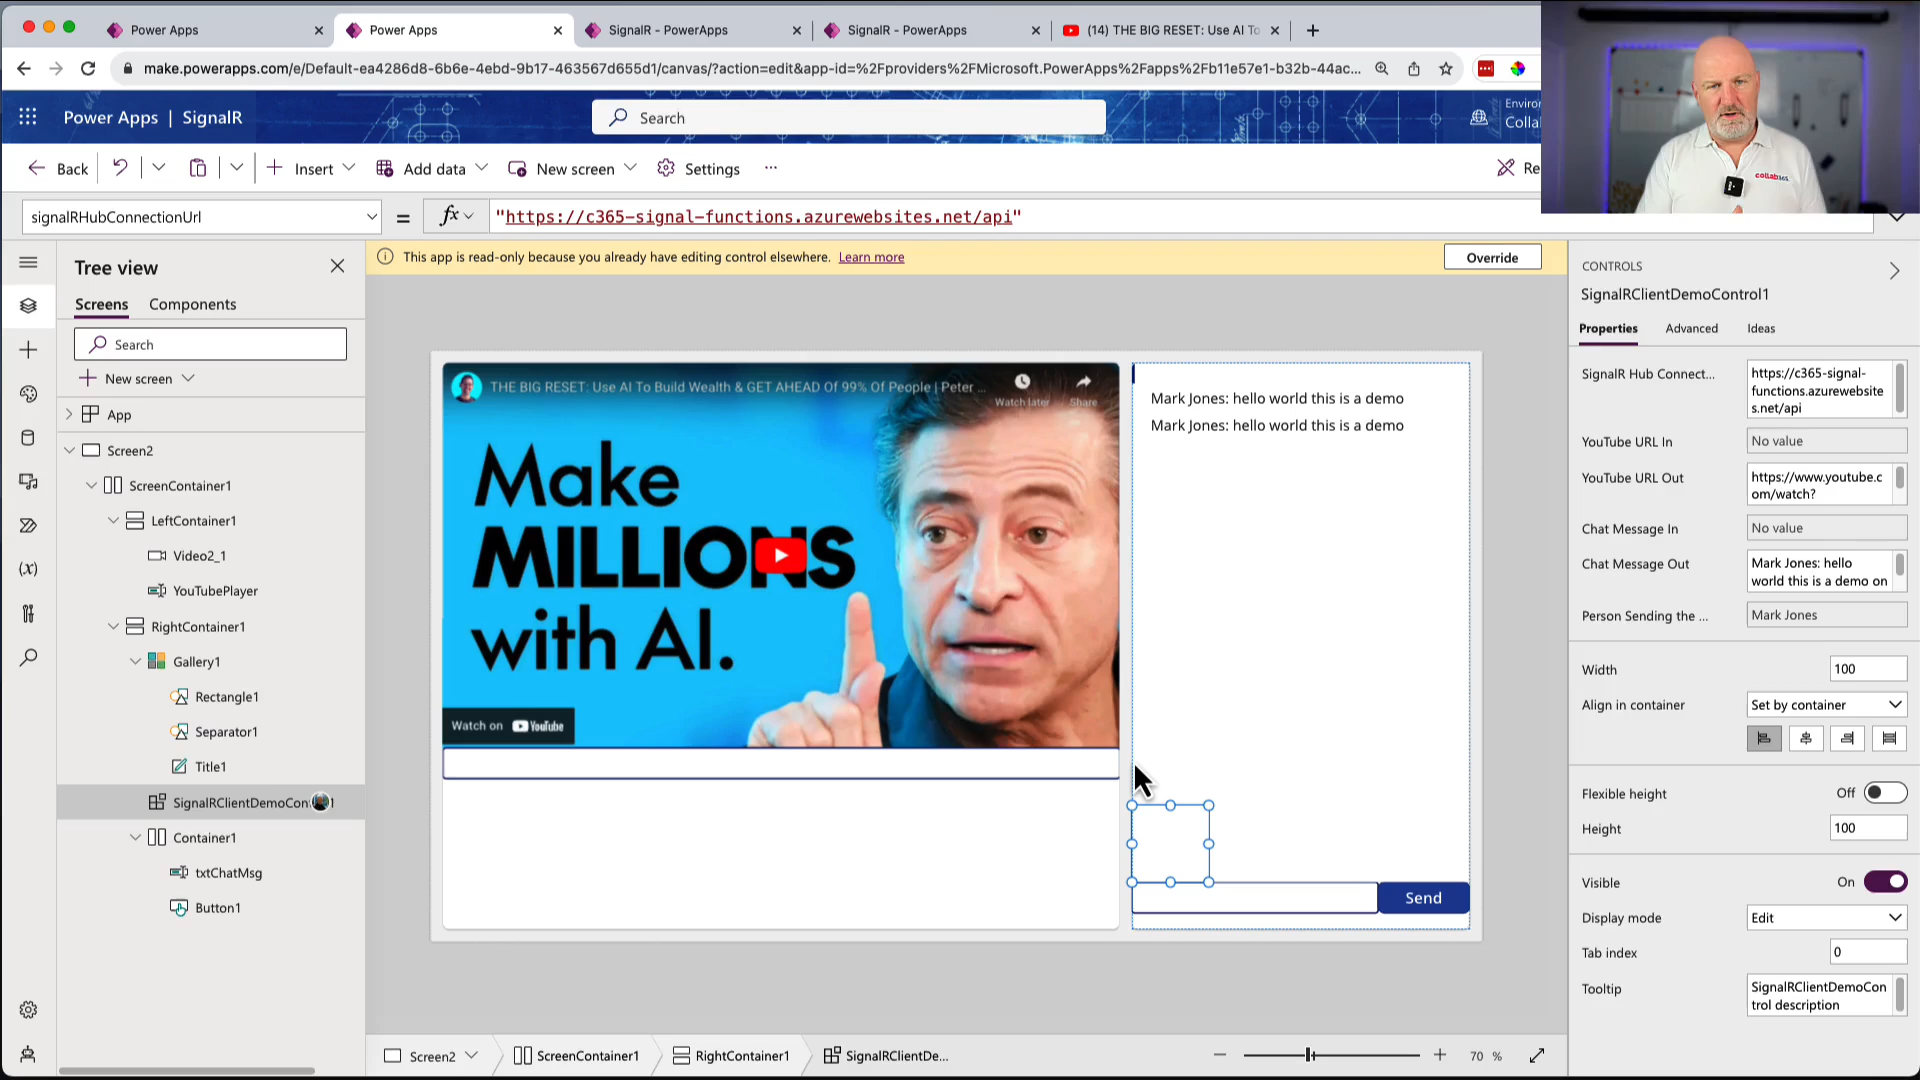 Power Apps
Power Apps
SignalR - PowerApps
SignalR - PowerApps
(14) THE BIG RESET: Use AI To
make.powerapps.com/e/Default-ea4286d8-6b6e-4ebd-9b17-463567d655d1/canvas/?action=edit&app-id=%2Fproviders%2FMicrosoft.PowerApps%2Fapps%2Fb11e57e1-b32b-44ac...
Power Apps | SignalR
Search
Environ
Colla
Back
Insert
Add data
New screen
Settings
...
Re
collab365
signalRHubConnectionUrl
=
fx
"https://c365-signal-functions.azurewebsites.net/api"
This app is read-only because you already have editing control elsewhere. Learn more
Override
Tree view
Screens
Components
Search
New screen
App
Screen2
ScreenContainer1
LeftContainer1
Video2_1
YouTubePlayer
RightContainer1
Gallery1
Rectangle1
Separator1
Title1
SignalRClientDemoCon
1
Container1
txtChatMsg
Button1
THE BIG RESET: Use AI To Build Wealth & GET AHEAD Of 99% Of People | Peter ...
Watch later
Share
Make
MILLIONS
with AI.
Watch on YouTube
Mark Jones: hello world this is a demo
Mark Jones: hello world this is a demo
Send
CONTROLS
SignalRClientDemoControl1
Properties
Advanced
Ideas
SignalR Hub Connect...
https://c365-signal-
functions.azurewebsite
s.net/api
YouTube URL In
No value
YouTube URL Out
https://www.youtube.c
om/watch?
Chat Message In
No value
Chat Message Out
Mark Jones: hello
world this is a demo on
Person Sending the ...
Mark Jones
Width
100
Align in container
Set by container
Flexible height
Off
Height
100
Visible
On
Display mode
Edit
Tab index
0
Tooltip
SignalRClientDemoCon
trol description
Screen2
ScreenContainer1
RightContainer1
SignalRClientDe...
70 %